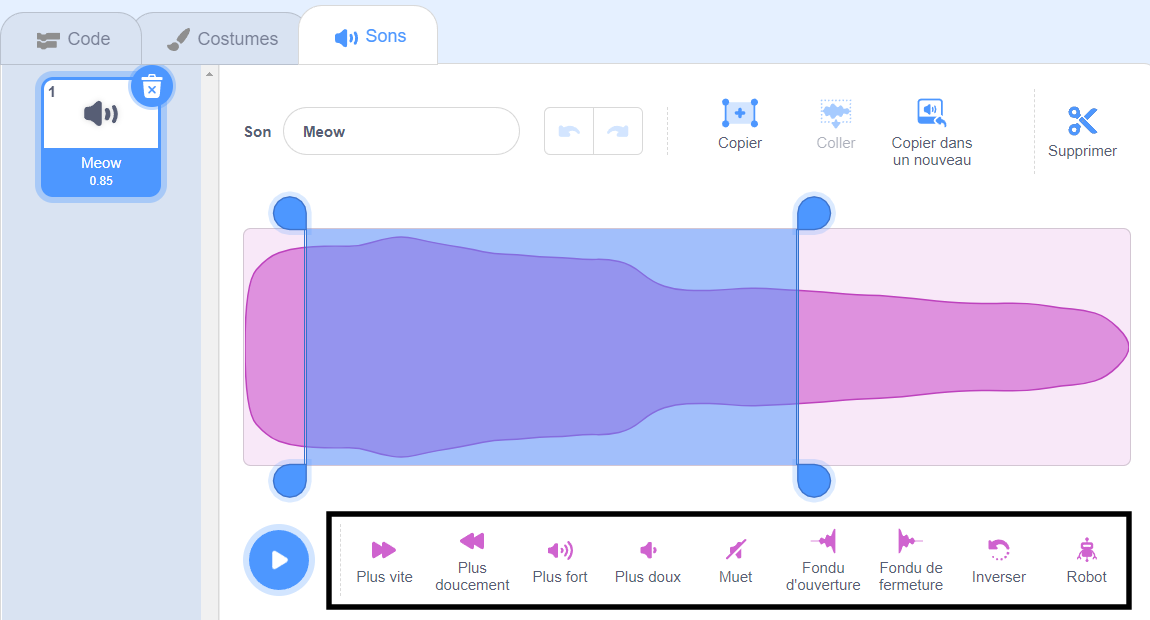 Code
Costumes
Sons
1
Meow
0.85
Son
Meow
Copier
Coller
Copier dans
un nouveau
Supprimer
Plus vite
Plus
doucement
Plus fort
Plus doux
Muet
Fondu
d'ouverture
Fondu de
fermeture
Inverser
Robot